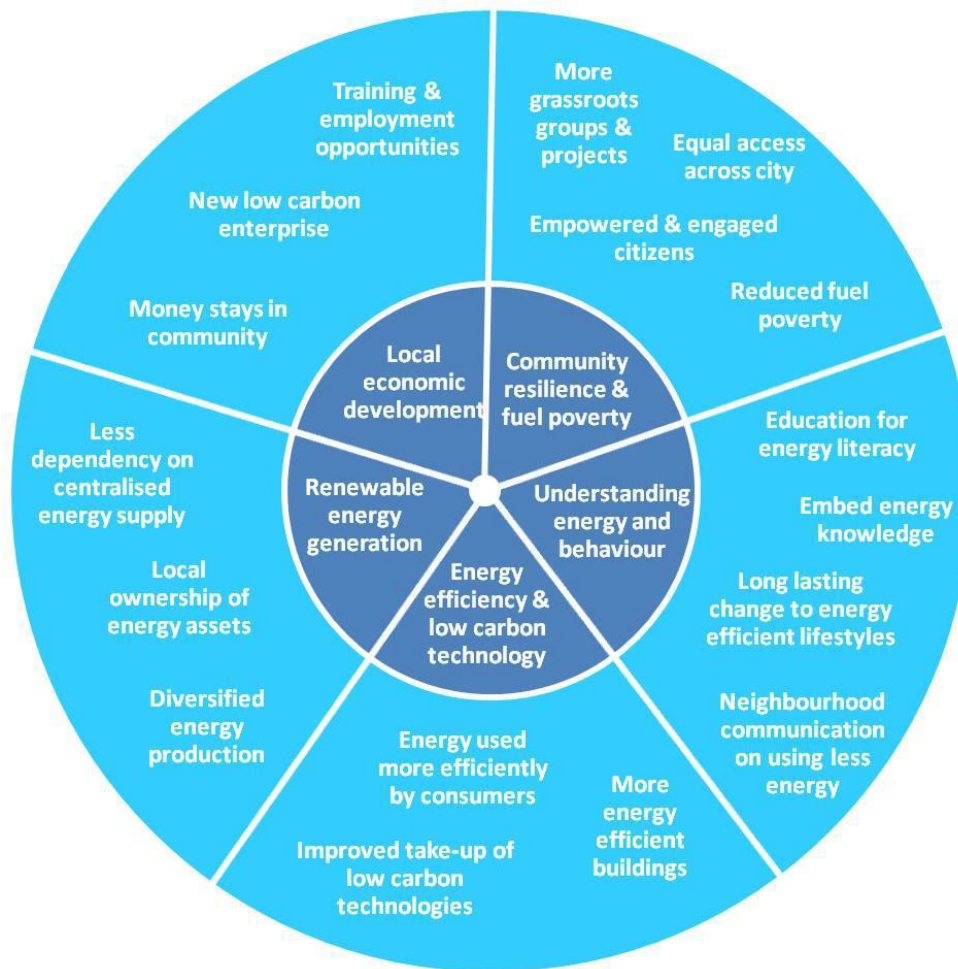 Training &
employment
opportunities
New low carbon
enterprise
Money stays in
community
More
grassroots
groups &
projects
Equal access
across city
Empowered & engaged
citizens
Reduced fuel
poverty
Local
economic
development
Community
resilience &
fuel poverty
Renewable
energy
generation
Understanding
energy and
behaviour
Energy
efficiency &
low carbon
technology
Less
dependency on
centralised
energy supply
Local
ownership of
energy assets
Diversified
energy
production
Education for
energy literacy
Embed energy
knowledge
Long lasting
change to energy
efficient lifestyles
Neighbourhood
communication
on using less
energy
Energy used
more efficiently
by consumers
More
energy
efficient
buildings
Improved take-up of
low carbon
technologies